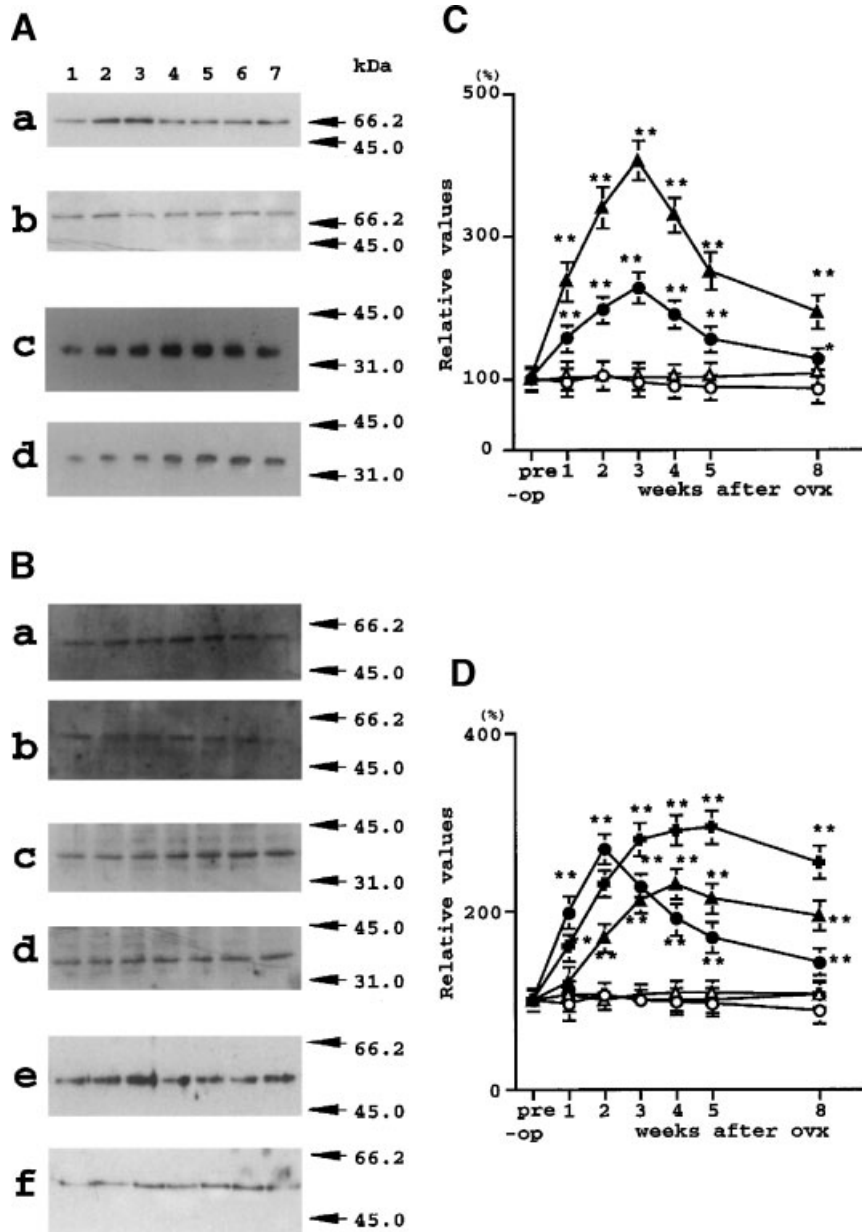 A
1 2 3 4 5 6 7 kDa
a 66.2
45.0
b 66.2
45.0
c 45.0
31.0
d 45.0
31.0
B
a 66.2
45.0
b 66.2
45.0
c 45.0
31.0
d 45.0
31.0
e 66.2
45.0
f 66.2
45.0
C
(%)
500
300
100
0
Relative values
** ** ** ** ** **
** ** ** ** ** *
pre 1 2 3 4 5 8
-op weeks after ovx
D
(%)
400
200
0
Relative values
** ** ** ** ** **
** ** ** ** **
** ** ** ** **
pre 1 2 3 4 5 8
-op weeks after ovx